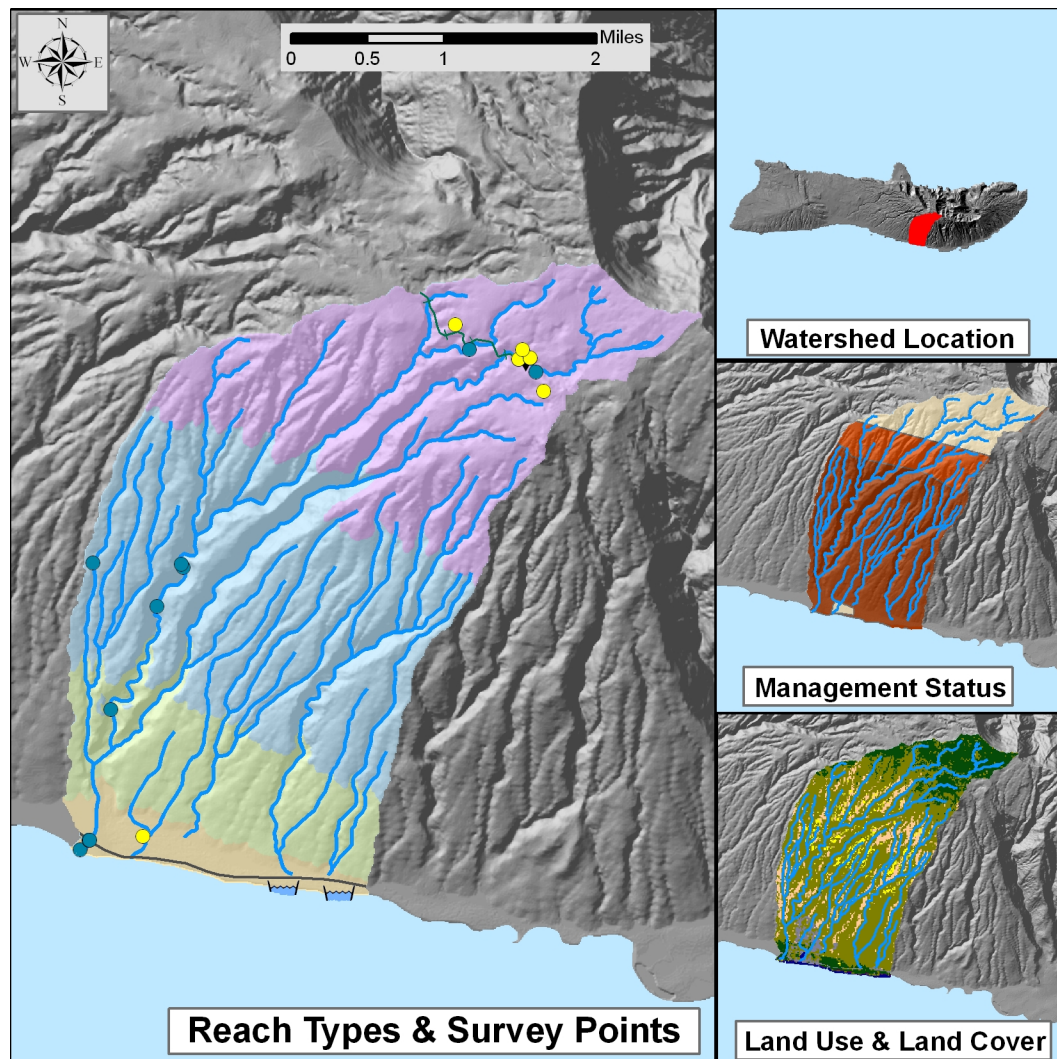 N
W E
S
Miles
0 0.5 1 2
Watershed Location
Management Status
Reach Types & Survey Points
Land Use & Land Cover